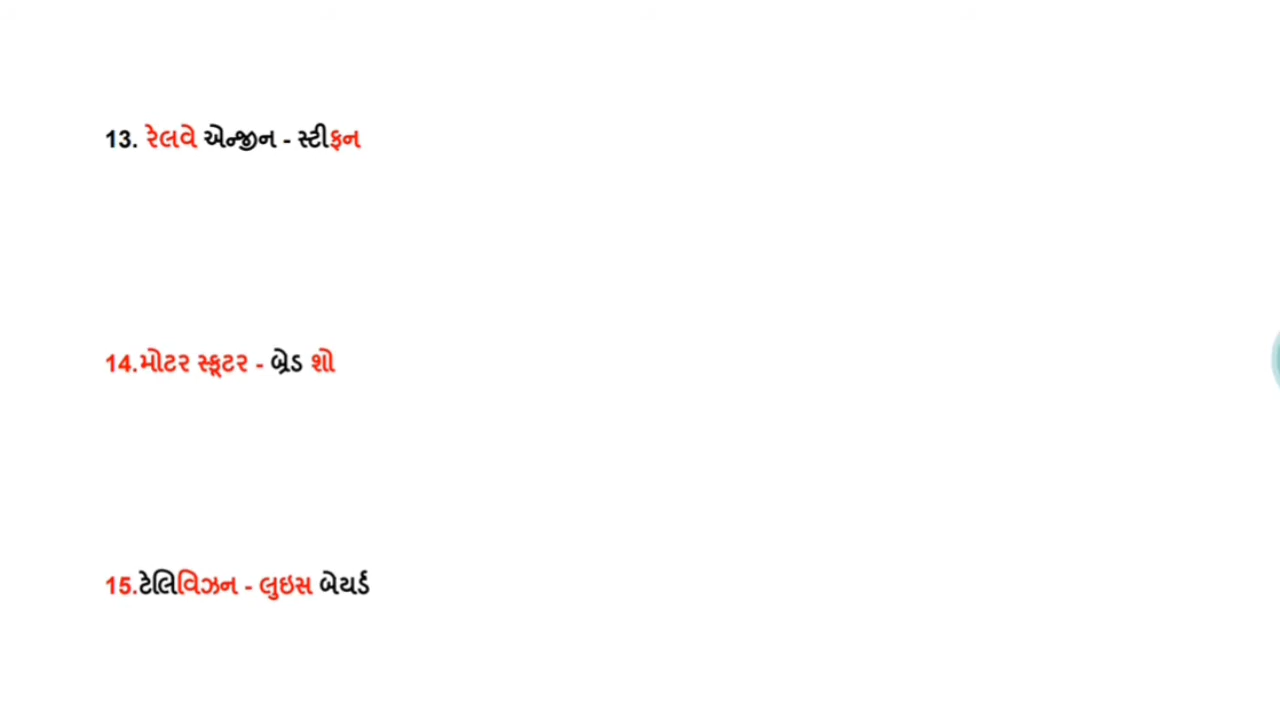 13. રેલવે એન્જીન - સ્ટીફન
14.મોટર સ્કૂટર - બ્રેડ શો
15.ટેલિવિઝન - લુઇસ બેયર્ડ